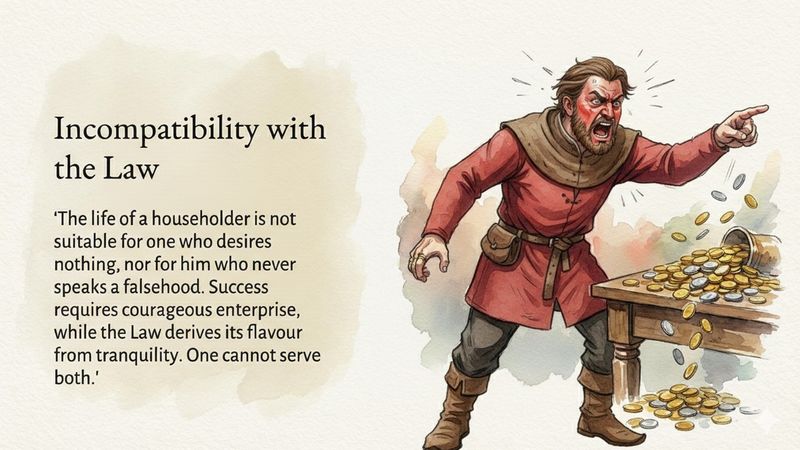 Incompatibility with
the Law
‘The life of a householder is not
suitable for one who desires
nothing, nor for him who never
speaks a falsehood. Success
requires courageous enterprise,
while the Law derives its flavour
from tranquility. One cannot serve
both.'